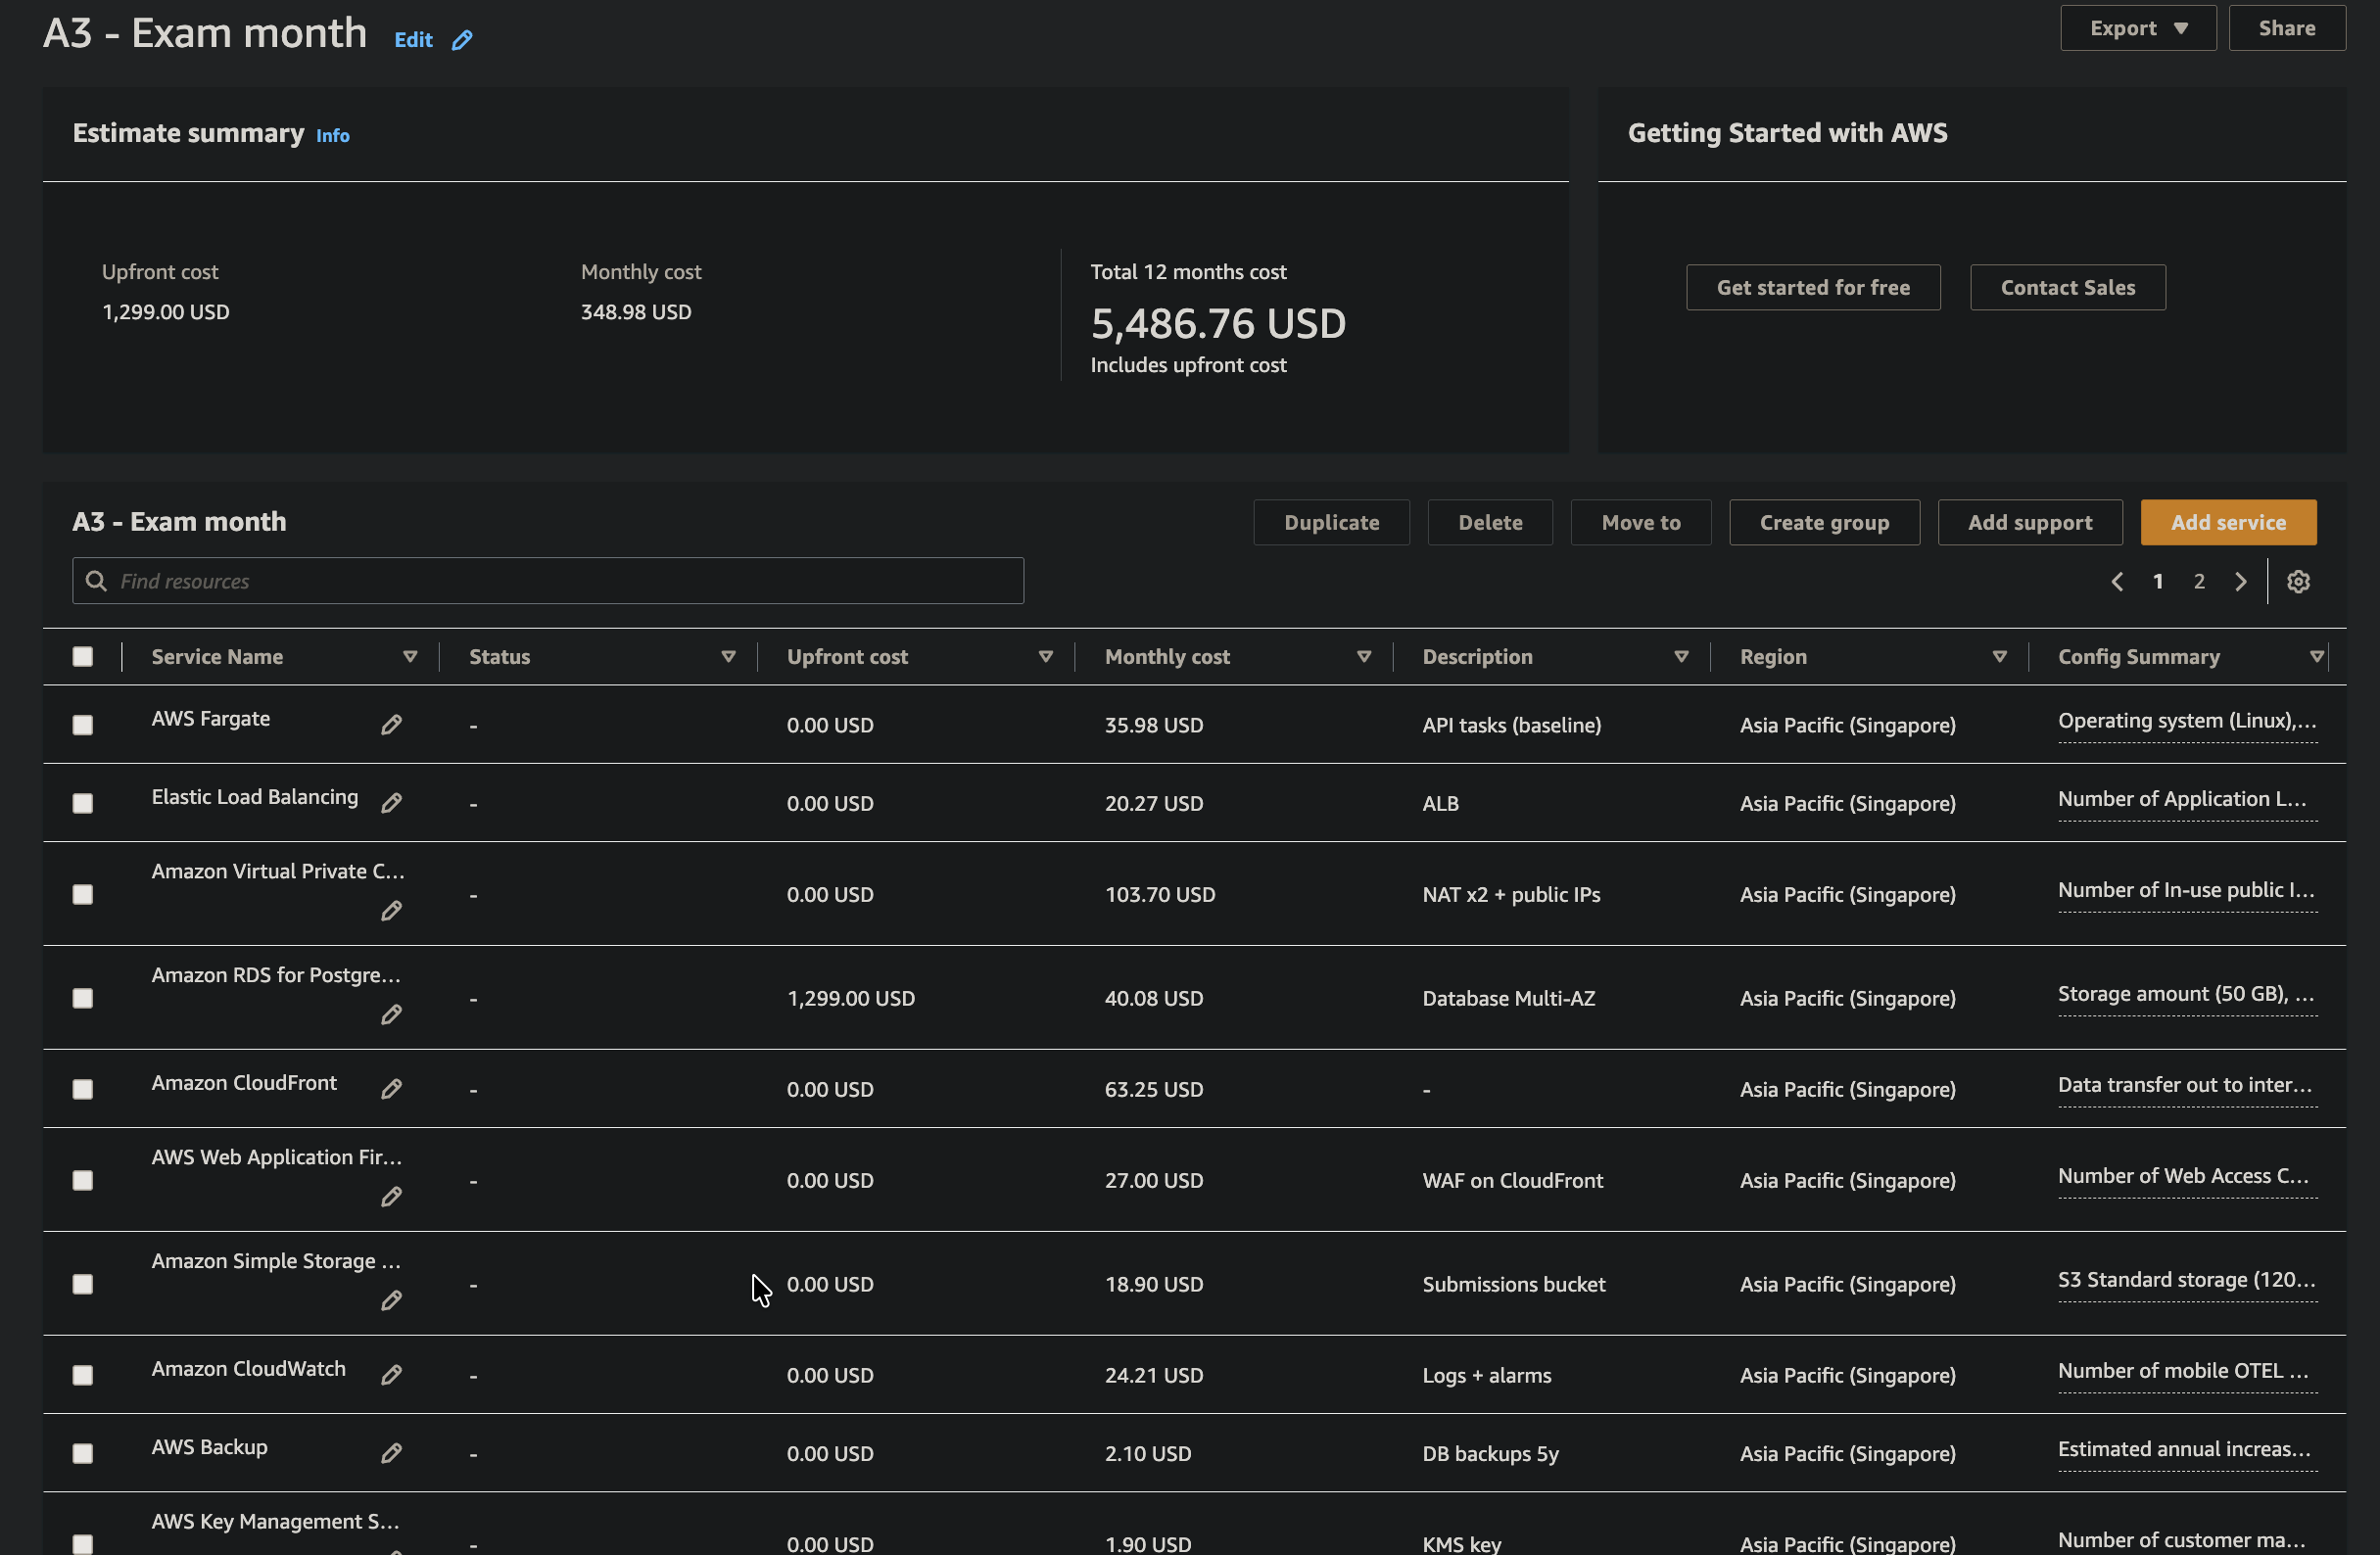 A3 - Exam month Edit
Export ▼ Share
Estimate summary Info
Getting Started with AWS
Upfront cost
1,299.00 USD
Monthly cost
348.98 USD
Total 12 months cost
5,486.76 USD
Includes upfront cost
Get started for free Contact Sales
A3 - Exam month
Duplicate Delete Move to Create group Add support Add service
Find resources
1 2
Service Name Status Upfront cost Monthly cost Description Region Config Summary
AWS Fargate - 0.00 USD 35.98 USD API tasks (baseline) Asia Pacific (Singapore) Operating system (Linux),...
Elastic Load Balancing - 0.00 USD 20.27 USD ALB Asia Pacific (Singapore) Number of Application L...
Amazon Virtual Private C... - 0.00 USD 103.70 USD NAT x2 + public IPs Asia Pacific (Singapore) Number of In-use public I...
Amazon RDS for Postgre... - 1,299.00 USD 40.08 USD Database Multi-AZ Asia Pacific (Singapore) Storage amount (50 GB), ...
Amazon CloudFront - 0.00 USD 63.25 USD - Asia Pacific (Singapore) Data transfer out to inter...
AWS Web Application Fir... - 0.00 USD 27.00 USD WAF on CloudFront Asia Pacific (Singapore) Number of Web Access C...
Amazon Simple Storage ... - 0.00 USD 18.90 USD Submissions bucket Asia Pacific (Singapore) S3 Standard storage (120...
Amazon CloudWatch - 0.00 USD 24.21 USD Logs + alarms Asia Pacific (Singapore) Number of mobile OTEL ...
AWS Backup - 0.00 USD 2.10 USD DB backups 5y Asia Pacific (Singapore) Estimated annual increas...
AWS Key Management S... - 0.00 USD 1.90 USD KMS key Asia Pacific (Singapore) Number of customer ma...